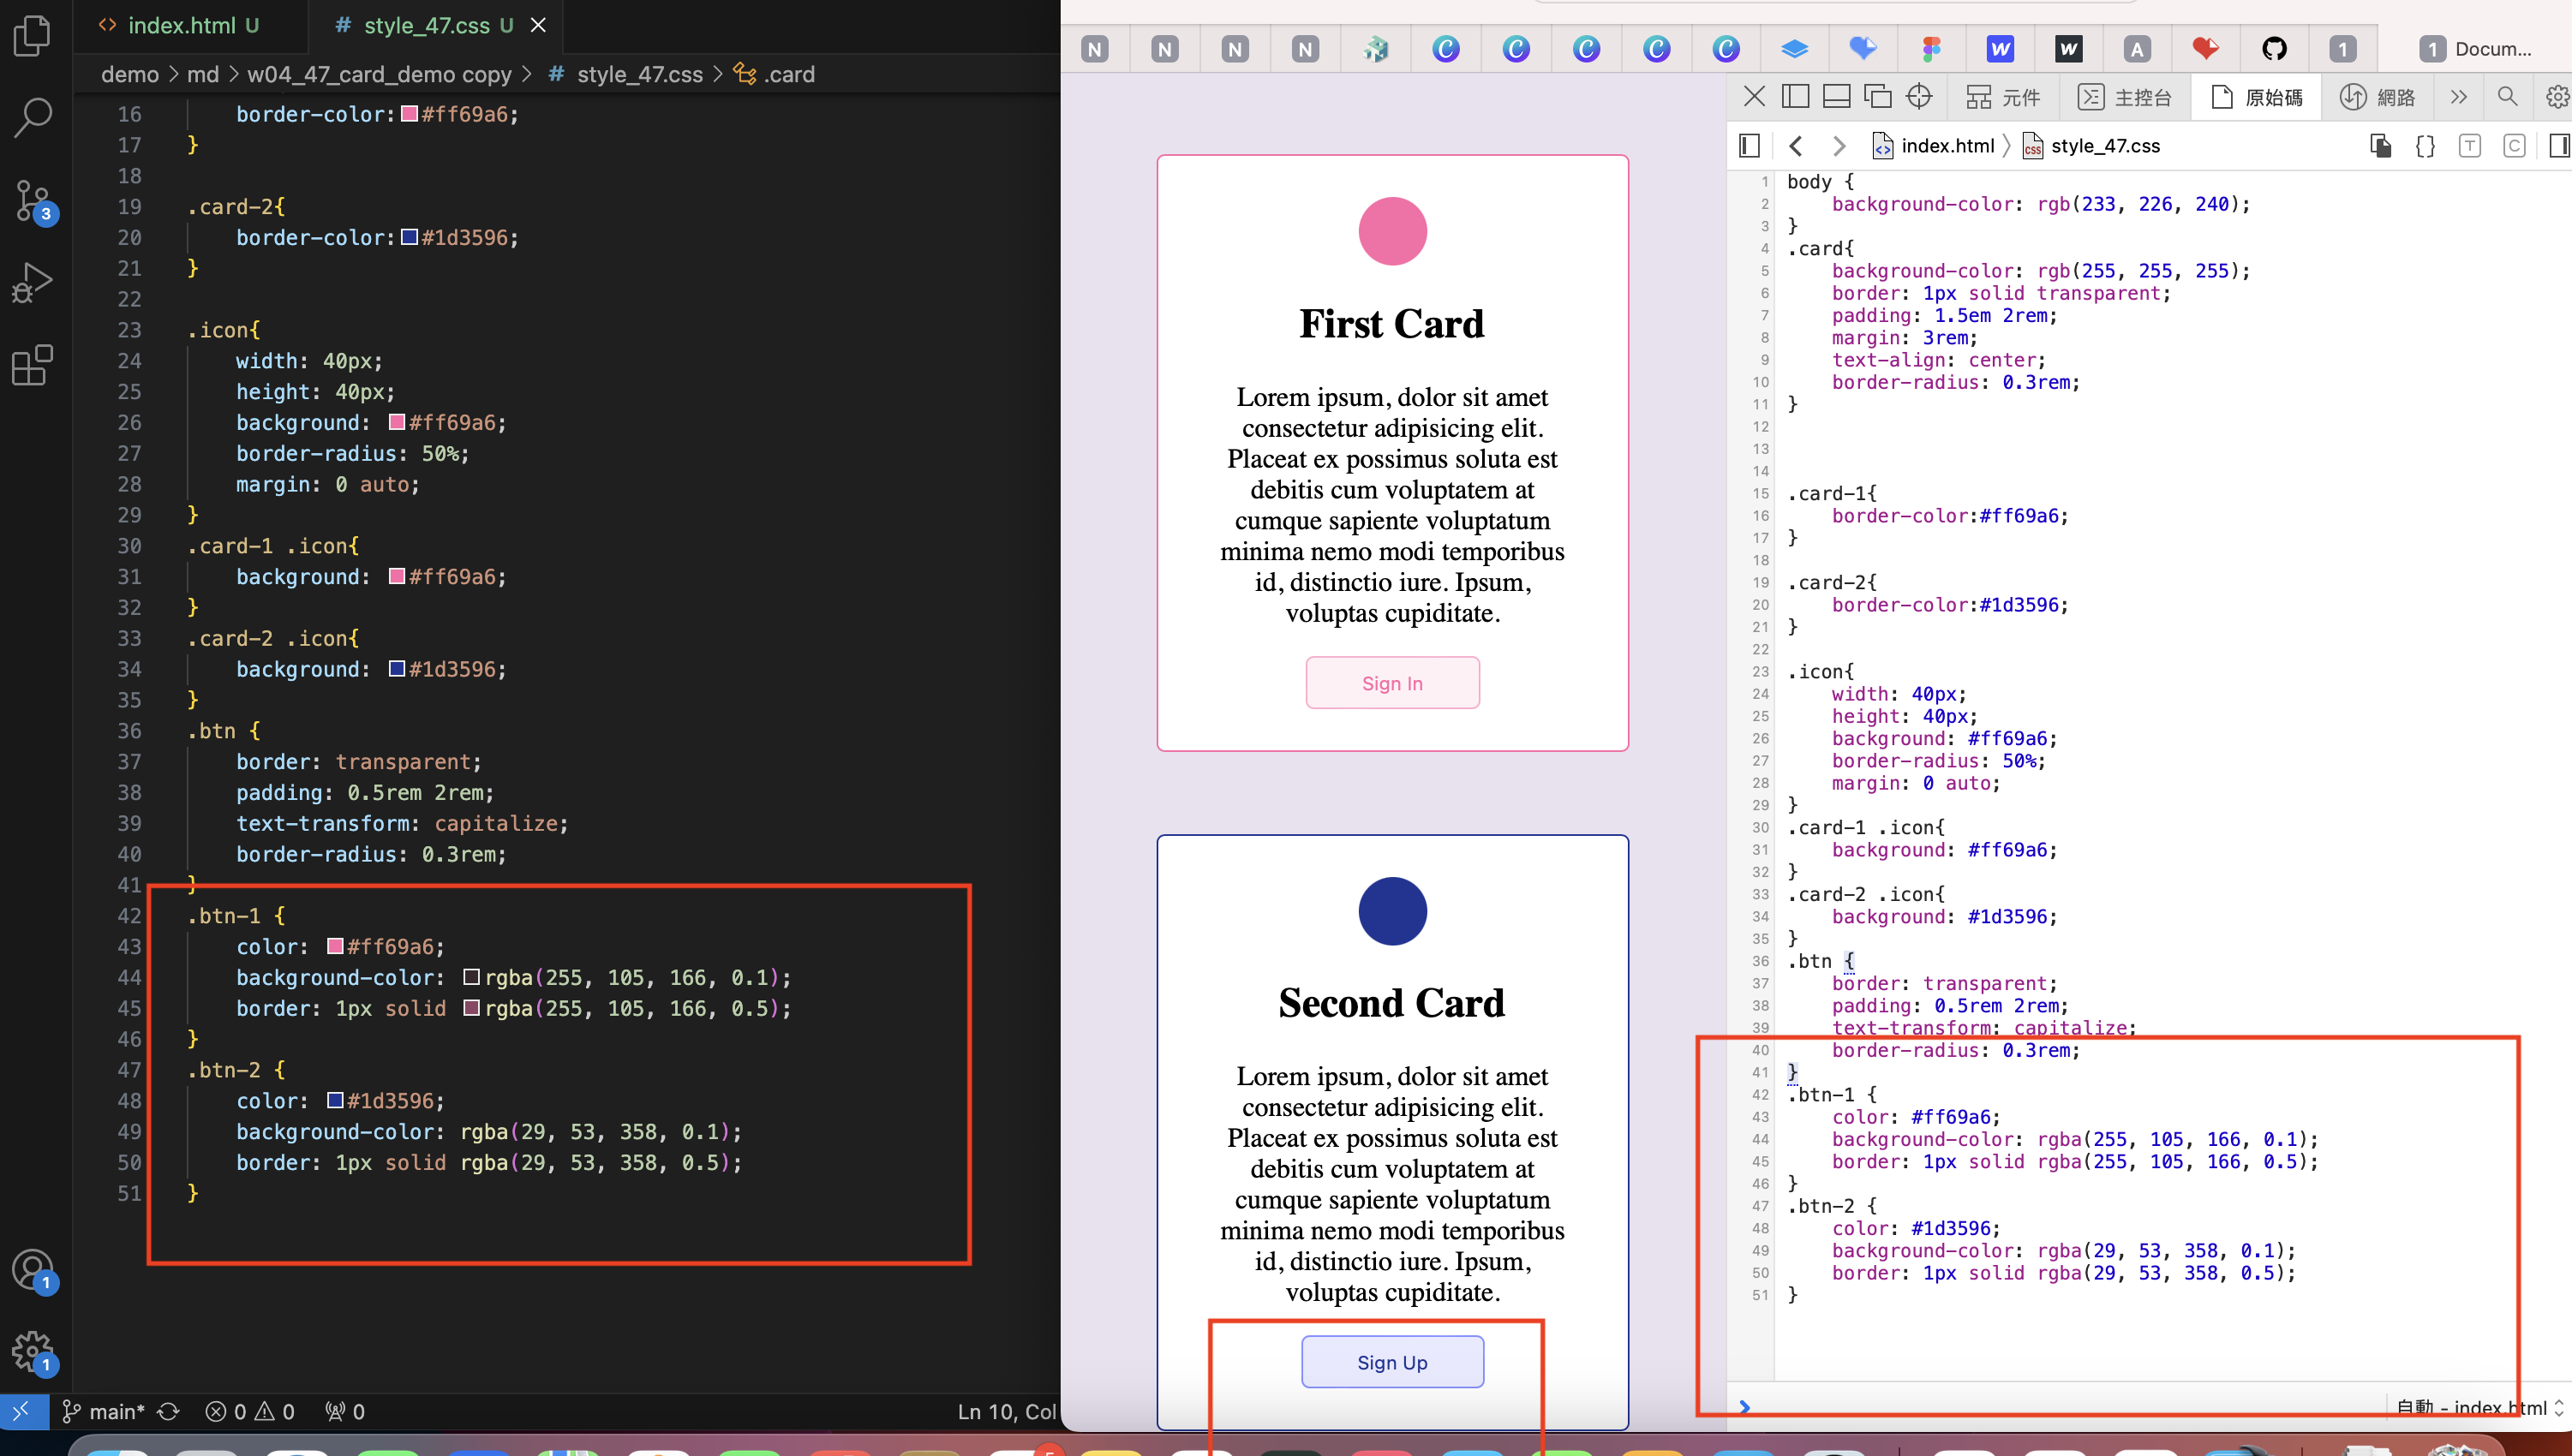 index.html U
# style_47.css U
demo > md > w04_47_card_demo copy > # style_47.css > .card
16 border-color: #ff69a6;
17 }
18
19 .card-2{
20 border-color: #1d3596;
21 }
22
23 .icon{
24 width: 40px;
25 height: 40px;
26 background: #ff69a6;
27 border-radius: 50%;
28 margin: 0 auto;
29 }
30 .card-1 .icon{
31 background: #ff69a6;
32 }
33 .card-2 .icon{
34 background: #1d3596;
35 }
36 .btn {
37 border: transparent;
38 padding: 0.5rem 2rem;
39 text-transform: capitalize;
40 border-radius: 0.3rem;
41 }
42 .btn-1 {
43 color: #ff69a6;
44 background-color: rgba(255, 105, 166, 0.1);
45 border: 1px solid rgba(255, 105, 166, 0.5);
46 }
47 .btn-2 {
48 color: #1d3596;
49 background-color: rgba(29, 53, 358, 0.1);
50 border: 1px solid rgba(29, 53, 358, 0.5);
51 }
3
1
1
main* 0 0 0
Ln 10, Col
N N N N C C C C C W W A 1 1 Docum...
First Card
Lorem ipsum, dolor sit amet
consectetur adipisicing elit.
Placeat ex possimus soluta est
debitis cum voluptatem at
cumque sapiente voluptatum
minima nemo modi temporibus
id, distinctio iure. Ipsum,
voluptas cupiditate.
Sign In
Second Card
Lorem ipsum, dolor sit amet
consectetur adipisicing elit.
Placeat ex possimus soluta est
debitis cum voluptatem at
cumque sapiente voluptatum
minima nemo modi temporibus
id, distinctio iure. Ipsum,
voluptas cupiditate.
Sign Up
元件 主控台 原始碼 網路
index.html style_47.css
1 body {
2 background-color: rgb(233, 226, 240);
3 }
4 .card{
5 background-color: rgb(255, 255, 255);
6 border: 1px solid transparent;
7 padding: 1.5em 2rem;
8 margin: 3rem;
9 text-align: center;
10 border-radius: 0.3rem;
11 }
12
13
14
15 .card-1{
16 border-color:#ff69a6;
17 }
18
19 .card-2{
20 border-color:#1d3596;
21 }
22
23 .icon{
24 width: 40px;
25 height: 40px;
26 background: #ff69a6;
27 border-radius: 50%;
28 margin: 0 auto;
29 }
30 .card-1 .icon{
31 background: #ff69a6;
32 }
33 .card-2 .icon{
34 background: #1d3596;
35 }
36 .btn {
37 border: transparent;
38 padding: 0.5rem 2rem;
39 text-transform: capitalize;
40 border-radius: 0.3rem;
41 }
42 .btn-1 {
43 color: #ff69a6;
44 background-color: rgba(255, 105, 166, 0.1);
45 border: 1px solid rgba(255, 105, 166, 0.5);
46 }
47 .btn-2 {
48 color: #1d3596;
49 background-color: rgba(29, 53, 358, 0.1);
50 border: 1px solid rgba(29, 53, 358, 0.5);
51 }
自動 - index.html